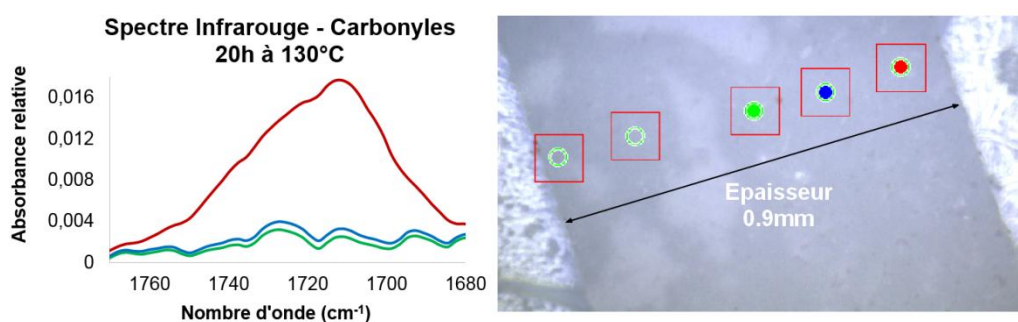 Spectre Infrarouge - Carbonyles
20h à 130°C
Absorbance relative
0,016
0,012
0,008
0,004
0
1760
1740
1720
1700
1680
Nombre d'onde (cm⁻¹)
Epaisseur
0.9mm